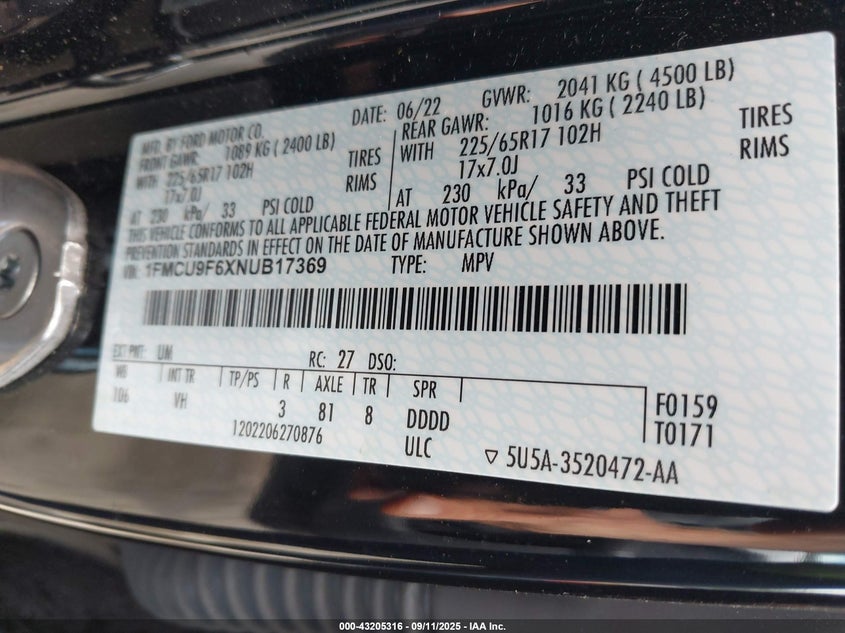 MFD. BY FORD MOTOR CO.
DATE: 06/22 GVWR: 2041 KG ( 4500 LB)
FRONT GAWR: 1089 KG ( 2400 LB) REAR GAWR: 1016 KG ( 2240 LB)
WITH 225/65R17 102H TIRES WITH 225/65R17 102H TIRES
17x7.0J RIMS 17x7.0J RIMS
AT 230 kPa/ 33 PSI COLD AT 230 kPa/ 33 PSI COLD
THIS VEHICLE CONFORMS TO ALL APPLICABLE FEDERAL MOTOR VEHICLE SAFETY AND THEFT
PREVENTION STANDARDS IN EFFECT ON THE DATE OF MANUFACTURE SHOWN ABOVE.
VIN: 1FMCU9F6XNUB17369 TYPE: MPV
EXT PNT: UM RC: 27 DSO:
WB INT TR TP/PS R AXLE TR SPR
106 VH 3 81 8 DDDD F0159
1202206270876 ULC T0171
5U5A-3520472-AA
000-43205316 - 09/11/2025 - IAA Inc.